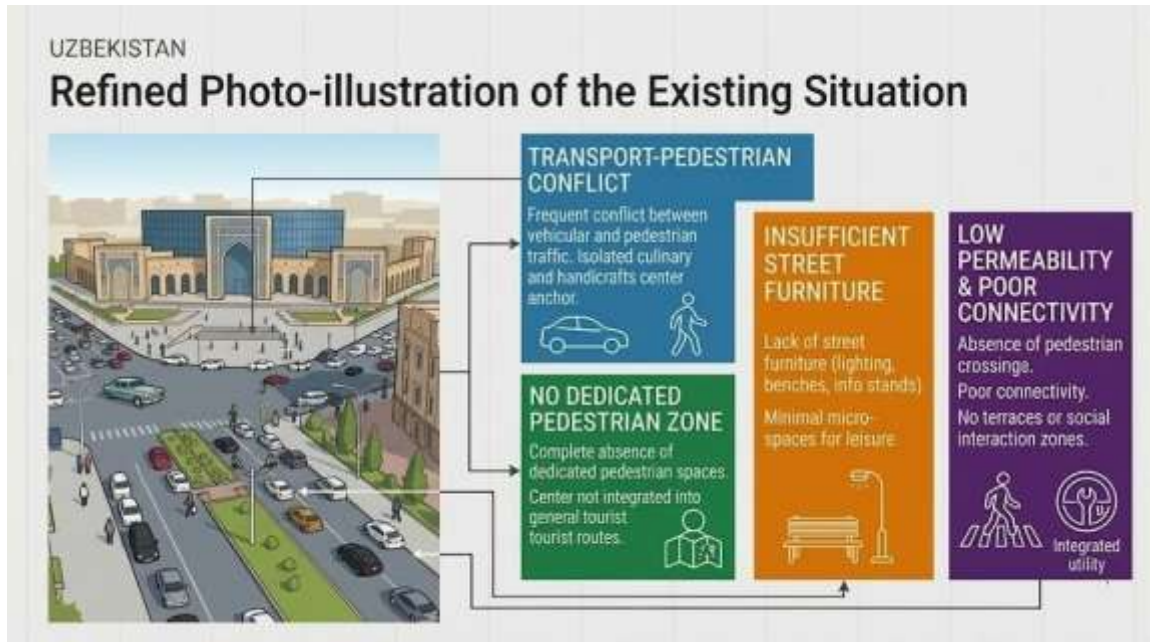 UZBEKISTAN
Refined Photo-illustration of the Existing Situation
TRANSPORT-PEDESTRIAN
CONFLICT
Frequent conflict between
vehicular and pedestrian
traffic. Isolated culinary
and handicrafts center
anchor.
NO DEDICATED
PEDESTRIAN ZONE
Complete absence of
dedicated pedestrian spaces.
Center not integrated into
general tourist
tourist routes.
INSUFFICIENT
STREET
FURNITURE
Lack of street
furniture (lighting,
benches, info stands)
Minimal micro-
spaces for leisure
LOW
PERMEABILITY
& POOR
CONNECTIVITY
Absence of pedestrian
crossings.
Poor connectivity.
No terraces or social
interaction zones.
Integrated
utility